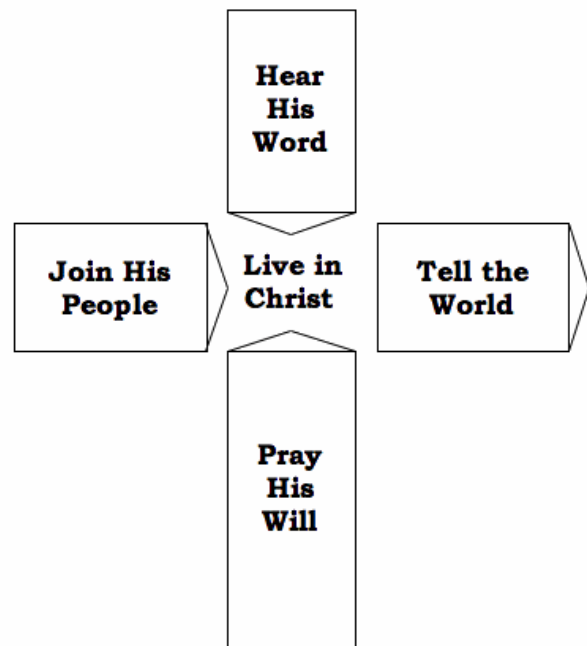 Hear
His
Word
Join His
People
Live in
Christ
Tell the
World
Pray
His
Will